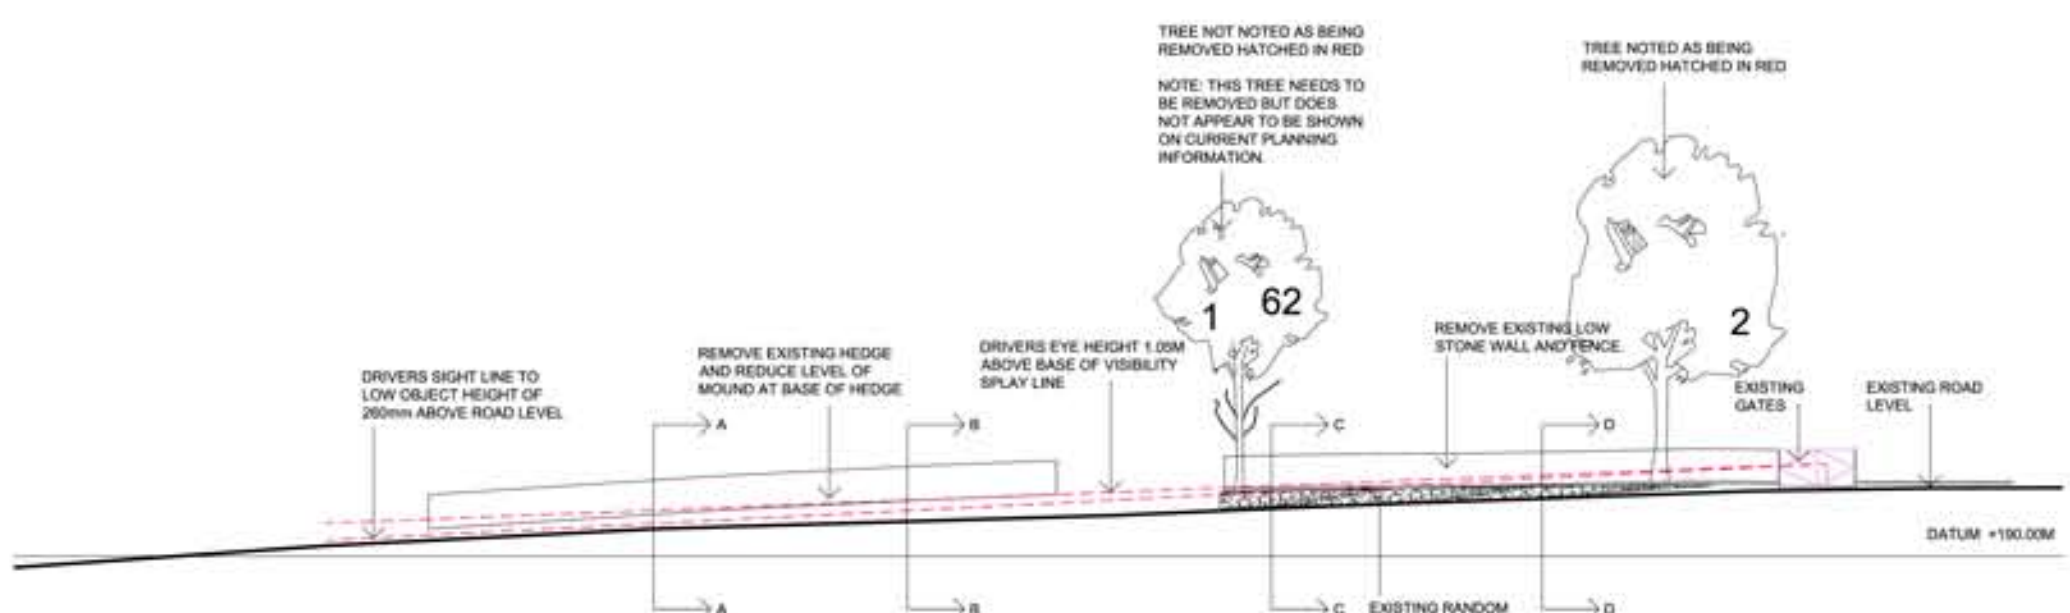 TREE NOT NOTED AS BEING
REMOVED HATCHED IN RED
NOTE: THIS TREE NEEDS TO
BE REMOVED BUT DOES
NOT APPEAR TO BE SHOWN
ON CURRENT PLANNING
INFORMATION.
TREE NOTED AS BEING
REMOVED HATCHED IN RED
1
62
2
DRIVERS SIGHT LINE TO
LOW OBJECT HEIGHT OF
260mm ABOVE ROAD LEVEL
REMOVE EXISTING HEDGE
AND REDUCE LEVEL OF
MOUND AT BASE OF HEDGE
DRIVERS EYE HEIGHT 1.05M
ABOVE BASE OF VISIBILITY
SPLAY LINE
REMOVE EXISTING LOW
STONE WALL AND FENCE.
EXISTING
GATES
EXISTING ROAD
LEVEL
A
B
C
D
DATUM +190.00M
A
B
C
EXISTING RANDOM
D